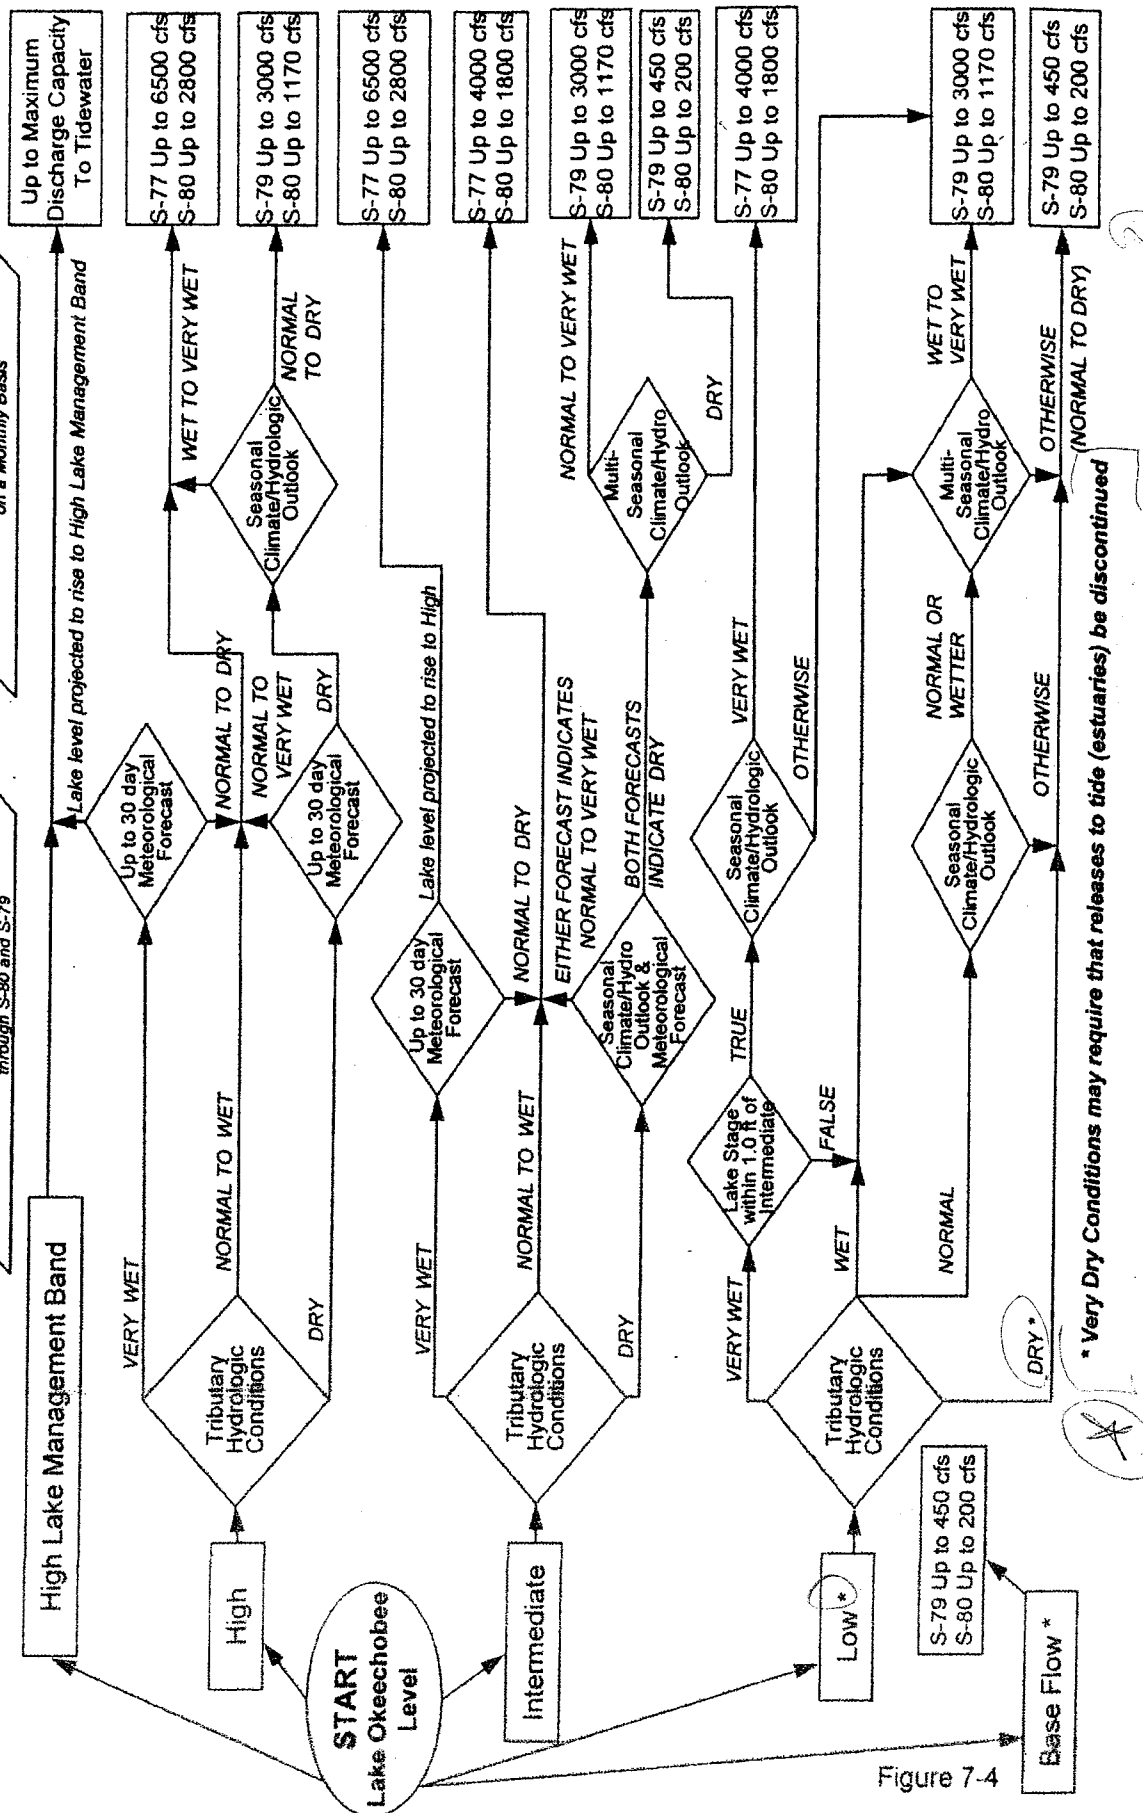 on a Monthly Basis
through S-80 and S-79
High Lake Management Band
Lake level projected to rise to High Lake Management Band
Up to Maximum
Discharge Capacity
To Tidewater
START
Lake Okeechobee
Level
High
Tributary
Hydrologic
Conditions
VERY WET
NORMAL TO WET
DRY
Up to 30 day
Meteorological
Forecast
NORMAL TO DRY
NORMAL TO
VERY WET
Up to 30 day
Meteorological
Forecast
DRY
Seasonal
Climate/Hydrologic
Outlook
WET TO VERY WET
NORMAL
TO DRY
S-77 Up to 6500 cfs
S-80 Up to 2800 cfs
S-79 Up to 3000 cfs
S-80 Up to 1170 cfs
Intermediate
Tributary
Hydrologic
Conditions
VERY WET
NORMAL TO WET
DRY
Up to 30 day
Meteorological
Forecast
Lake level projected to rise to High
NORMAL TO DRY
EITHER FORECAST INDICATES
NORMAL TO VERY WET
Seasonal
Climate/Hydro
Outlook &
Meteorological
Forecast
BOTH FORECASTS
INDICATE DRY
Multi-
Seasonal
Climate/Hydro
Outlook
NORMAL TO VERY WET
DRY
S-77 Up to 6500 cfs
S-80 Up to 2800 cfs
S-77 Up to 4000 cfs
S-80 Up to 1800 cfs
S-79 Up to 3000 cfs
S-80 Up to 1170 cfs
S-79 Up to 450 cfs
S-80 Up to 200 cfs
Low *
Tributary
Hydrologic
Conditions
VERY WET
WET
NORMAL
DRY *
Lake Stage
within 1.0 ft of
Intermediate
TRUE
FALSE
Seasonal
Climate/Hydrologic
Outlook
VERY WET
OTHERWISE
Seasonal
Climate/Hydrologic
Outlook
NORMAL OR
WETTER
OTHERWISE
Multi-
Seasonal
Climate/Hydro
Outlook
WET TO
VERY WET
OTHERWISE
(NORMAL TO DRY)
S-77 Up to 4000 cfs
S-80 Up to 1800 cfs
S-79 Up to 3000 cfs
S-80 Up to 1170 cfs
S-79 Up to 450 cfs
S-80 Up to 200 cfs
Base Flow *
S-79 Up to 450 cfs
S-80 Up to 200 cfs
* Very Dry Conditions may require that releases to tide (estuaries) be discontinued
Figure 7-4